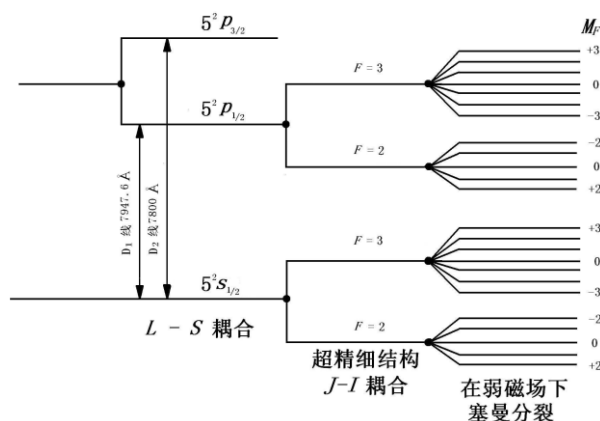 5²P₃/₂
M_F
+3
F = 3
0
5²P₁/₂
-3
-2
F = 2
0
+2
D₁ 线 7947.6 Å
D₂ 线 7800 Å
+3
F = 3
0
5²S₁/₂
-3
-2
F = 2
0
+2
L - S 耦合
超精细结构
J-I 耦合
在弱磁场下
塞曼分裂